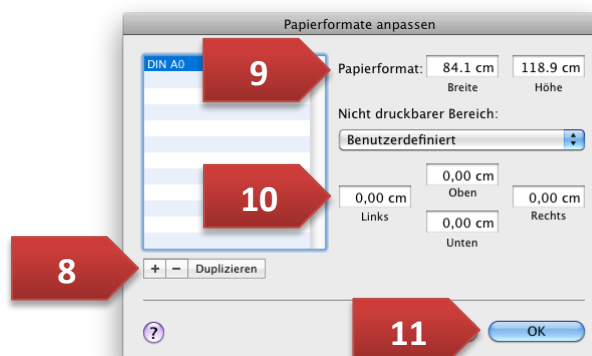 Papierformate anpassen
DIN A0
9
Papierformat: 84.1 cm 118.9 cm
Breite Höhe
Nicht druckbarer Bereich:
Benutzerdefiniert
10
0,00 cm
Oben
0,00 cm 0,00 cm
Links Rechts
0,00 cm
Unten
8
+ − Duplizieren
?
11
OK